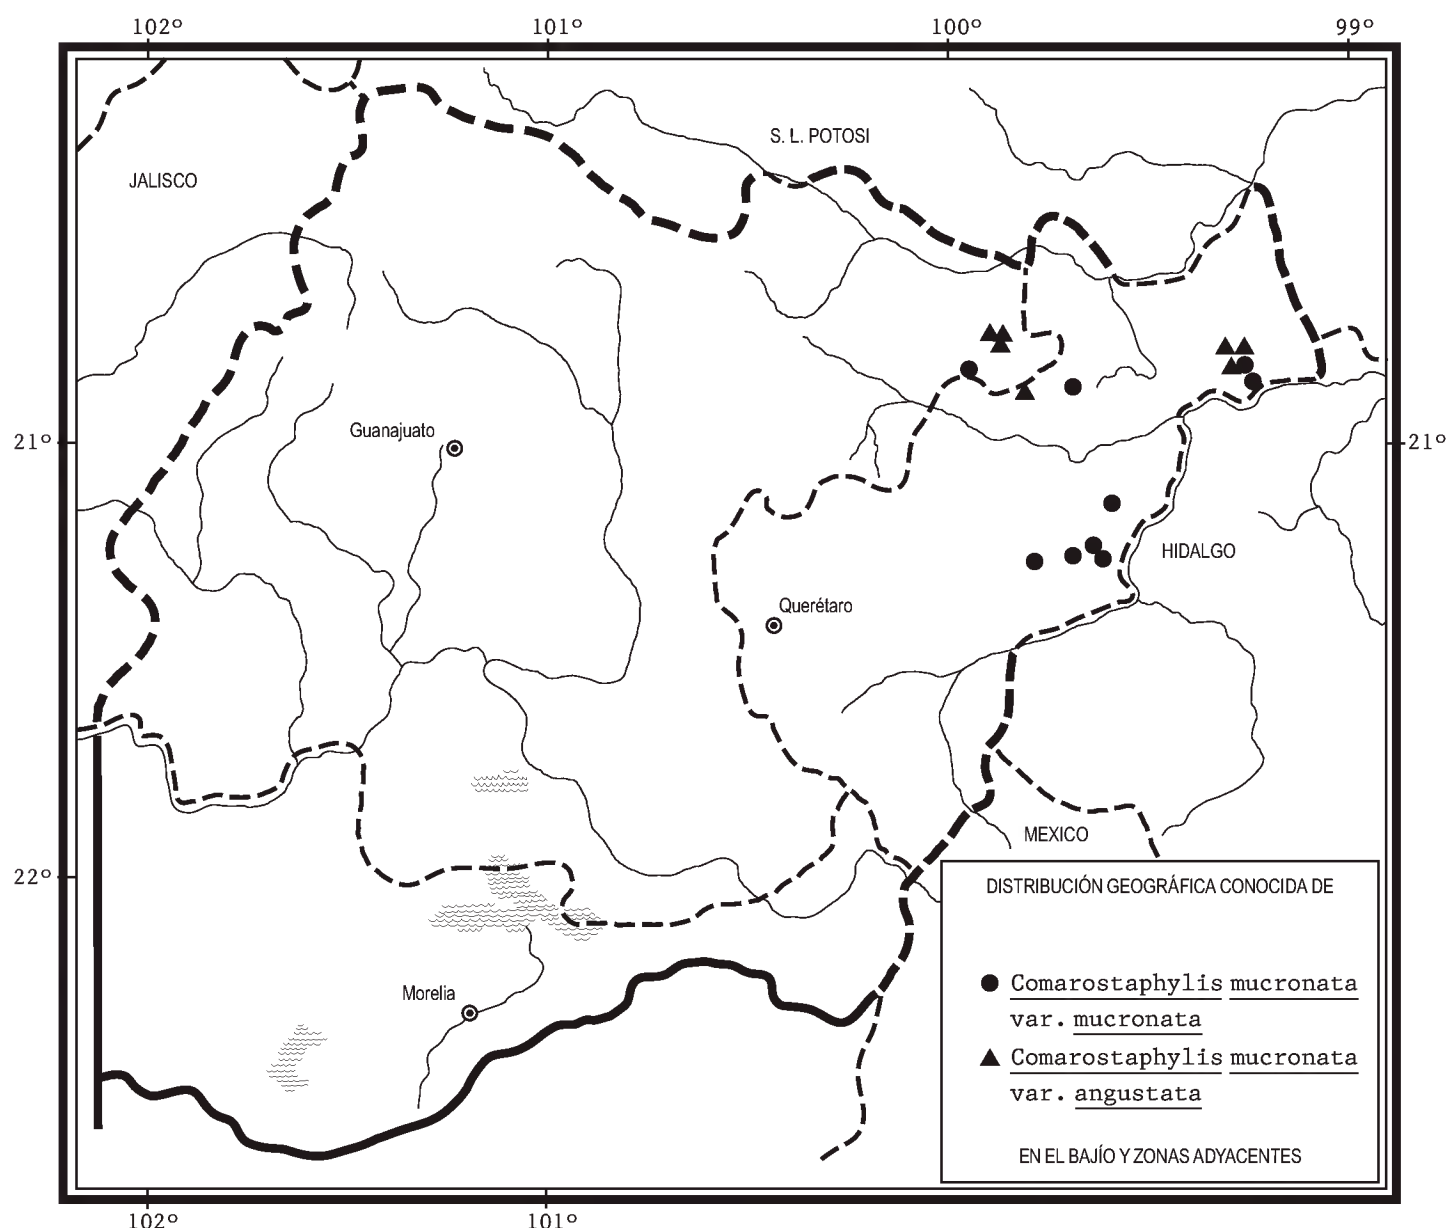 102º 101º 100º 99º
S. L. POTOSI
JALISCO
Guanajuato
21º 21º
HIDALGO
Querétaro
MEXICO
22º
DISTRIBUCIÓN GEOGRÁFICA CONOCIDA DE
Morelia
Comarostaphylis mucronata
var. mucronata
Comarostaphylis mucronata
var. angustata
EN EL BAJÍO Y ZONAS ADYACENTES
102º 101º